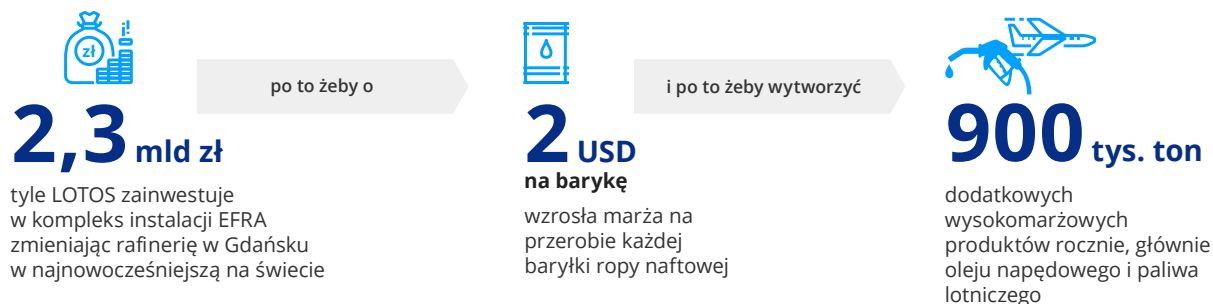 zł
po to żeby o
i po to żeby wytworzyć
2,3 mld zł
tyle LOTOS zainwestuje
w kompleks instalacji EFRA
zmieniając rafinerię w Gdańsku
w najnowocześniejszą na świecie
2 USD
na barykę
wzrosła marża na
przerobie każdej
baryłki ropy naftowej
900 tys. ton
dodatkowych
wysokomarżowych
produktów rocznie, głównie
oleju napędowego i paliwa
lotniczego